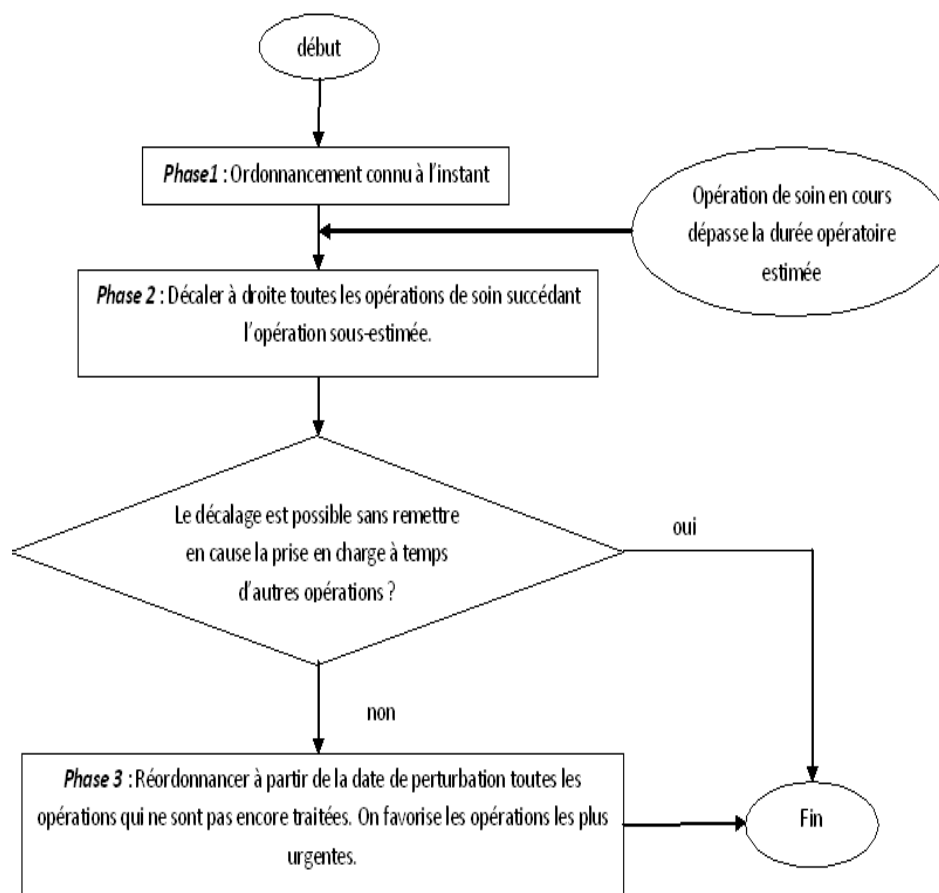 début
Phase1 : Ordonnancement connu à l'instant
Opération de soin en cours
dépasse la durée opératoire
estimée
Phase 2 : Décaler à droite toutes les opérations de soin succédant
l'opération sous-estimée.
Le décalage est possible sans remettre
en cause la prise en charge à temps
d'autres opérations ?
oui
non
Phase 3 : Réordonnancer à partir de la date de perturbation toutes les
opérations qui ne sont pas encore traitées. On favorise les opérations les plus
urgentes.
Fin